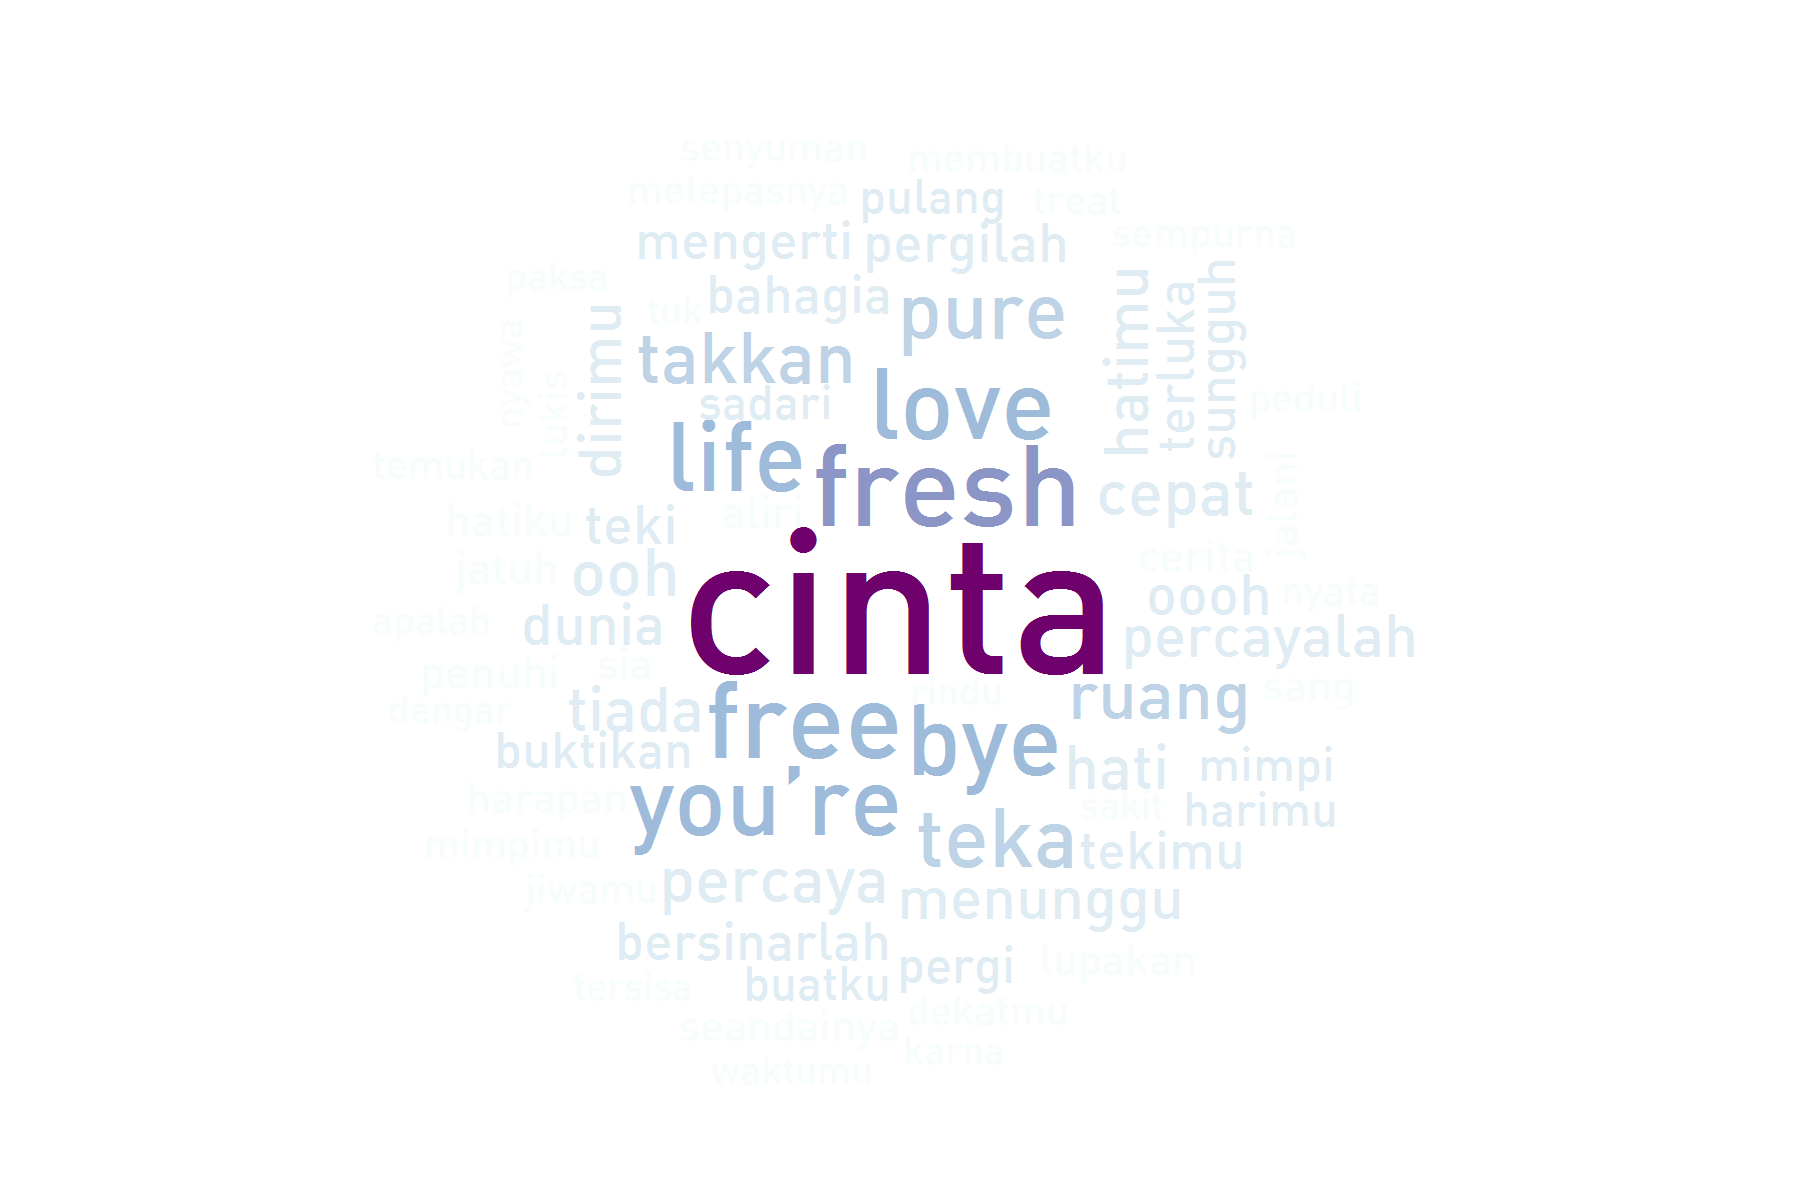 senyuman
membuatku
melepasnya
pulang
treat
mengerti
pergilah
sempurna
paksa
tuk
bahagia
pure
hatimu
terluka
sungguh
nyawa
lukis
dirimu
takkan
sadari
love
peduli
life
fresh
temukan
cepat
jalani
hatiku
teki
aliri
jatuh
ooh
cinta
cerita
oooh
nyata
apalah
dunia
percayalah
penuhi
sia
rindu
ruang
sang
dengar
tiada
free
bye
buktikan
hati
mimpi
harapan
you're
sakit
harimu
mimpimu
teka
tekimu
jiwamu
percaya
menunggu
bersinarlah
pergi
lupakan
tersisa
buatku
dekatmu
seandainya
karna
waktumu